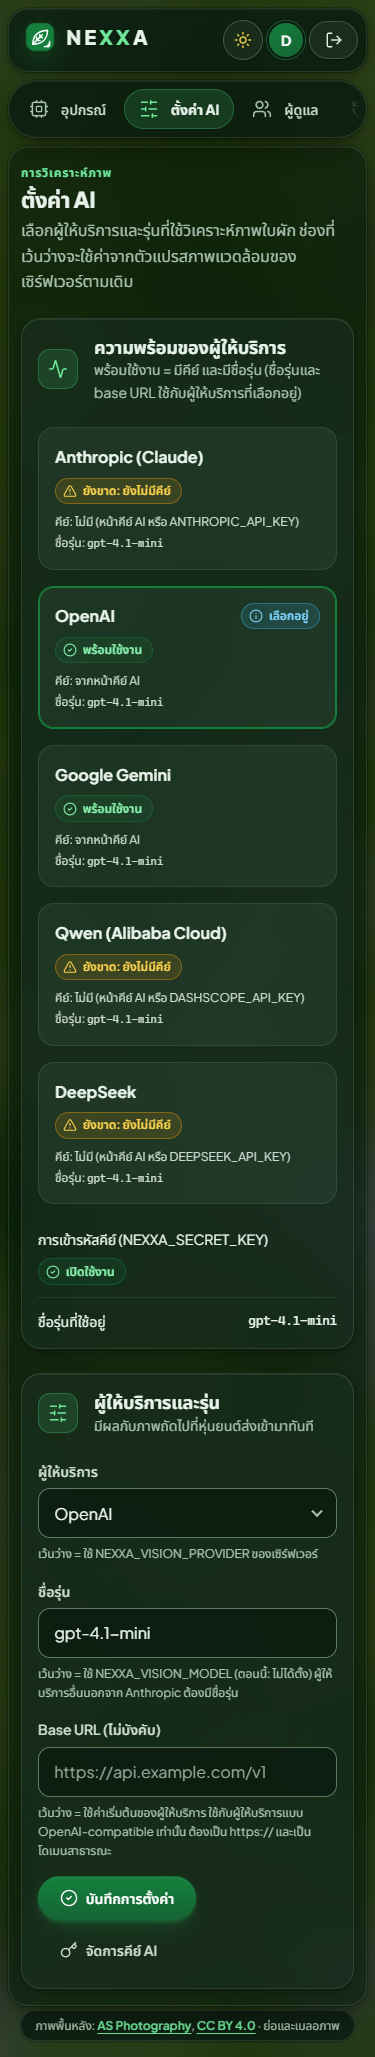 NEXXA
D
อุปกรณ์
ตั้งค่า AI
ผู้ดูแล
การวิเคราะห์ภาพ
ตั้งค่า AI
เลือกผู้ให้บริการและรุ่นที่ใช้วิเคราะห์ภาพใบผัก ช่องที่
เว้นว่างจะใช้ค่าจากตัวแปรสภาพแวดล้อมของ
เซิร์ฟเวอร์ตามเดิม
ความพร้อมของผู้ให้บริการ
พร้อมใช้งาน = มีคีย์ และมีชื่อรุ่น (ชื่อรุ่นและ
base URL ใช้กับผู้ให้บริการที่เลือกอยู่)
Anthropic (Claude)
ยังขาด: ยังไม่มีคีย์
คีย์: ไม่มี (หน้าคีย์ AI หรือ ANTHROPIC_API_KEY)
ชื่อรุ่น: gpt-4.1-mini
OpenAI
เลือกอยู่
พร้อมใช้งาน
คีย์: จากหน้าคีย์ AI
ชื่อรุ่น: gpt-4.1-mini
Google Gemini
พร้อมใช้งาน
คีย์: จากหน้าคีย์ AI
ชื่อรุ่น: gpt-4.1-mini
Qwen (Alibaba Cloud)
ยังขาด: ยังไม่มีคีย์
คีย์: ไม่มี (หน้าคีย์ AI หรือ DASHSCOPE_API_KEY)
ชื่อรุ่น: gpt-4.1-mini
DeepSeek
ยังขาด: ยังไม่มีคีย์
คีย์: ไม่มี (หน้าคีย์ AI หรือ DEEPSEEK_API_KEY)
ชื่อรุ่น: gpt-4.1-mini
การเข้ารหัสคีย์ (NEXXA_SECRET_KEY)
เปิดใช้งาน
ชื่อรุ่นที่ใช้อยู่ gpt-4.1-mini
ผู้ให้บริการและรุ่น
มีผลกับภาพถัดไปที่หุ่นยนต์ส่งเข้ามาทันที
ผู้ให้บริการ
OpenAI
เว้นว่าง = ใช้ NEXXA_VISION_PROVIDER ของเซิร์ฟเวอร์
ชื่อรุ่น
gpt-4.1-mini
เว้นว่าง = ใช้ NEXXA_VISION_MODEL (ตอนนี้: ไม่ได้ตั้ง) ผู้ให้
บริการอื่นนอกจาก Anthropic ต้องมีชื่อรุ่น
Base URL (ไม่บังคับ)
https://api.example.com/v1
เว้นว่าง = ใช้ค่าเริ่มต้นของผู้ให้บริการ ใช้กับผู้ให้บริการแบบ
OpenAI-compatible เท่านั้น ต้องเป็น https:// และเป็น
โดเมนสาธารณะ
บันทึกการตั้งค่า
จัดการคีย์ AI
ภาพพื้นหลัง: AS Photography, CC BY 4.0 · ย่อและเบลอภาพ